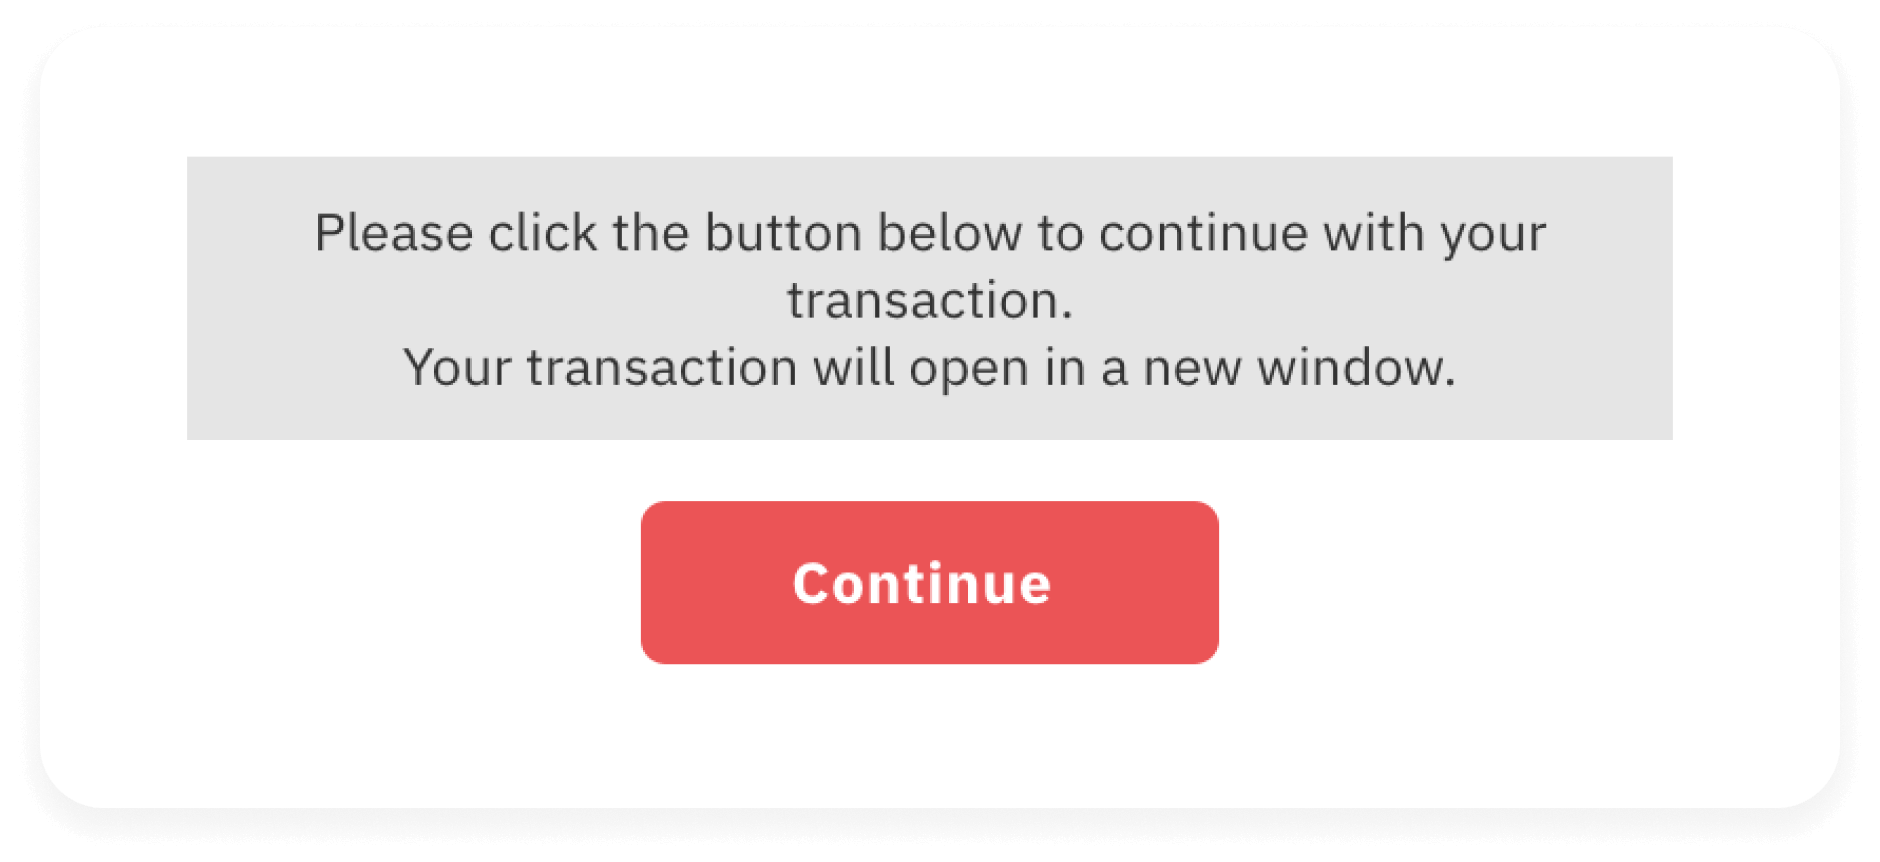 Please click the button below to continue with your
transaction.
Your transaction will open in a new window.
Continue